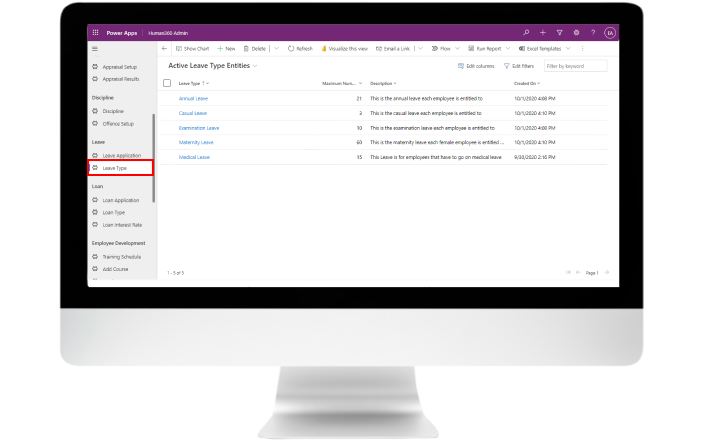 Power Apps Human360 Admin ? EA
Show Chart New Delete Refresh Visualize this view Email a Link Flow Run Report Excel Templates
Appraisal Setup
Appraisal Results
Discipline
Discipline
Offence Setup
Leave
Leave Application
Leave Type
Loan
Loan Application
Loan Type
Loan Interest Rate
Employee Development
Training Schedule
Add Course
Active Leave Type Entities Edit columns Edit filters Filter by keyword
Leave Type Maximum Num... Description Created On
Annual Leave 21 This is the annual leave each employee is entitled to 10/1/2020 4:08 PM
Casual Leave 3 This is the casual leave each employee is entitled to 10/1/2020 4:10 PM
Examination Leave 10 This is the examination leave each employee is entitled to 10/1/2020 4:08 PM
Maternity Leave 60 This is the maternity leave each female employee is entitled ... 10/1/2020 4:10 PM
Medical Leave 15 This Leave is for employees that have to go on medical leave 9/30/2020 2:16 PM
1 - 5 of 5 Page 1